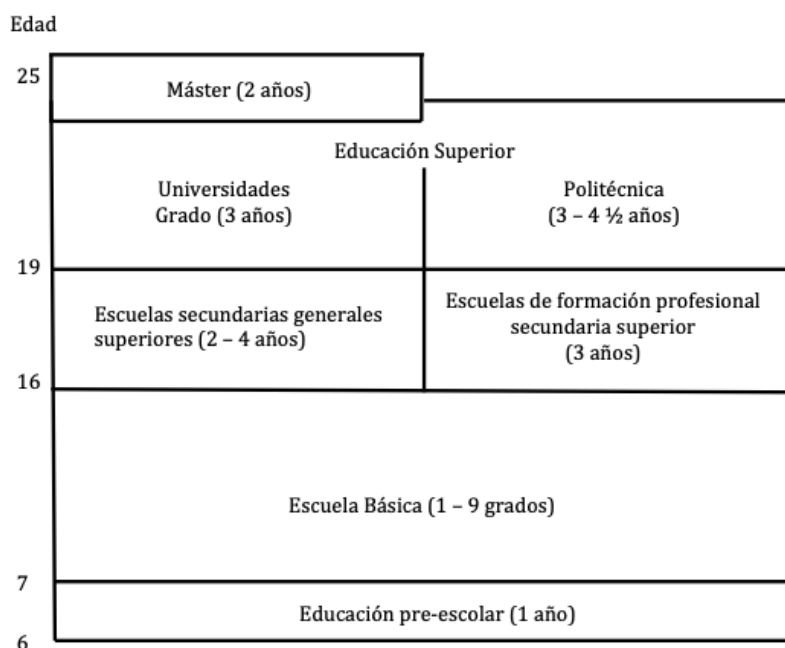 Edad
25
Máster (2 años)
Educación Superior
Universidades
Grado (3 años)
Politécnica
(3 – 4 ½ años)
19
Escuelas secundarias generales
superiores (2 – 4 años)
Escuelas de formación profesional
secundaria superior
(3 años)
16
Escuela Básica (1 – 9 grados)
7
Educación pre-escolar (1 año)
6